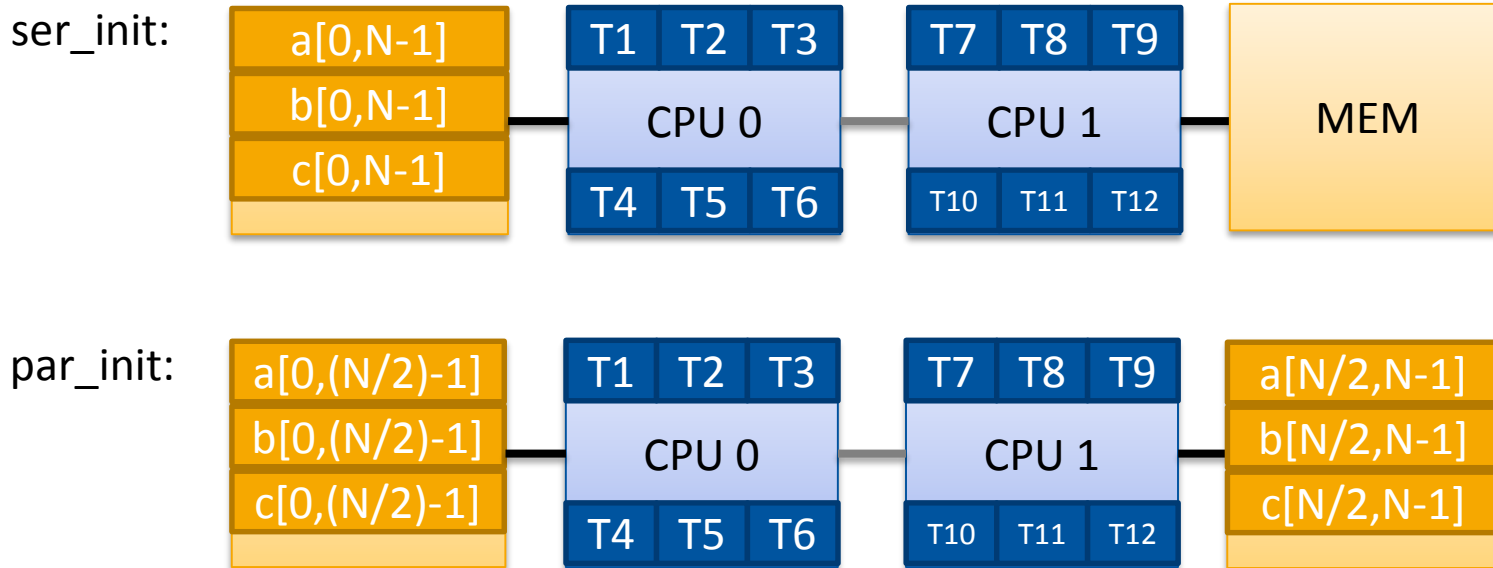 ser_init:
a[0,N-1]
b[0,N-1]
c[0,N-1]
T1 T2 T3
CPU 0
T4 T5 T6
T7 T8 T9
CPU 1
T10 T11 T12
MEM
par_init:
a[0,(N/2)-1]
b[0,(N/2)-1]
c[0,(N/2)-1]
T1 T2 T3
CPU 0
T4 T5 T6
T7 T8 T9
CPU 1
T10 T11 T12
a[N/2,N-1]
b[N/2,N-1]
c[N/2,N-1]